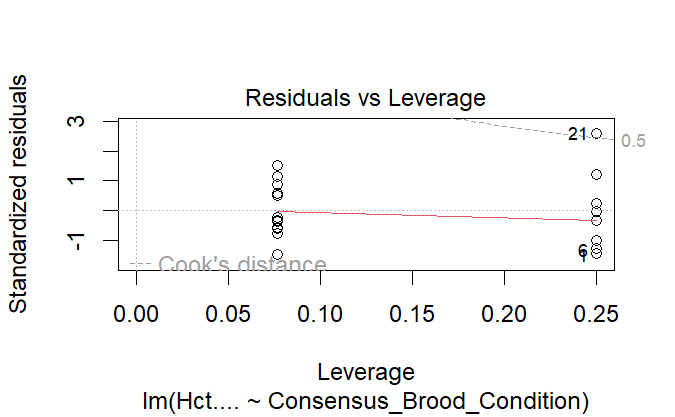 Residuals vs Leverage
Standardized residuals
3
1
-1
21
0.5
6
1
Cook's distance
0.00 0.05 0.10 0.15 0.20 0.25
Leverage
lm(Hct.... ~ Consensus_Brood_Condition)